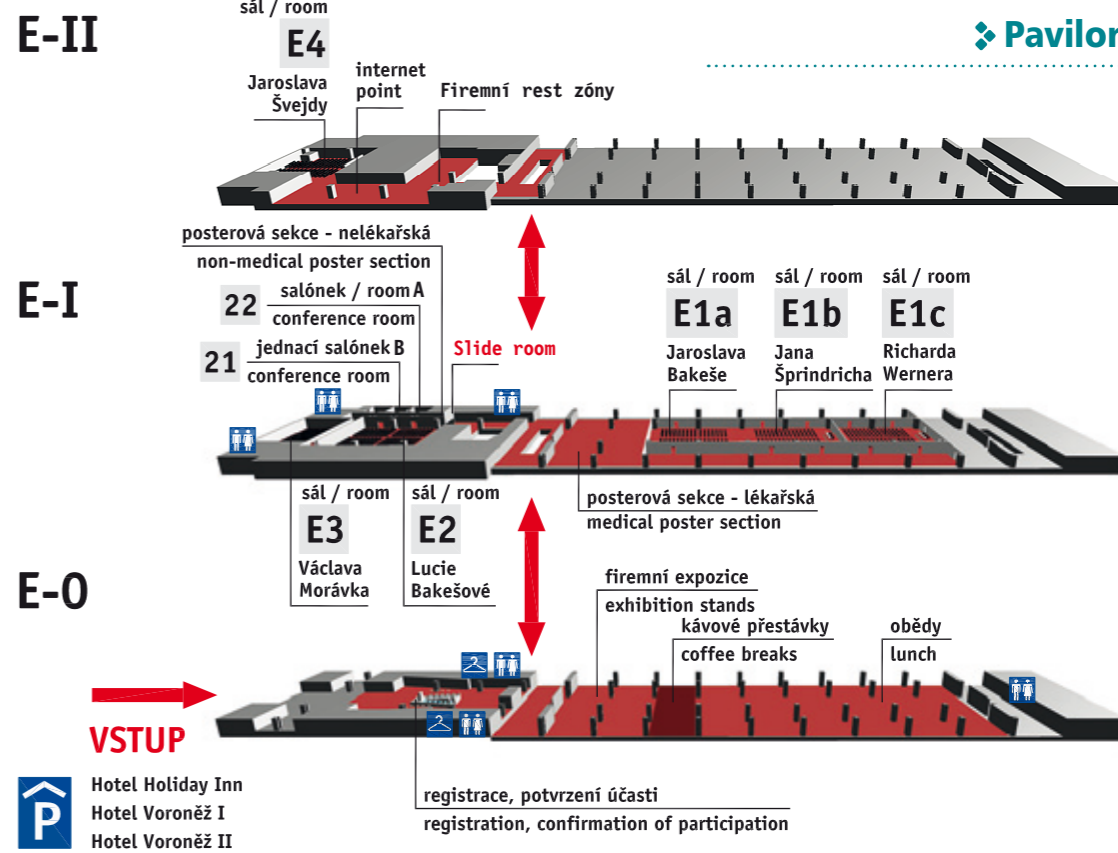 E-II
sál / room
E4
Jaroslava
Švejdy
internet
point
Firemní rest zóny
Pavilon
posterová sekce - nelékařská
non-medical poster section
E-I
22
salónek / room A
conference room
21
jednací salónek B
conference room
Slide room
sál / room
E1a
Jaroslava
Bakeše
sál / room
E1b
Jana
Šprindricha
sál / room
E1c
Richarda
Wernera
sál / room
E3
Václava
Morávka
sál / room
E2
Lucie
Bakešové
posterová sekce - lékařská
medical poster section
E-0
firemní expozice
exhibition stands
kávové přestávky
coffee breaks
obědy
lunch
VSTUP
P
Hotel Holiday Inn
Hotel Voroněž I
Hotel Voroněž II
registrace, potvrzení účasti
registration, confirmation of participation